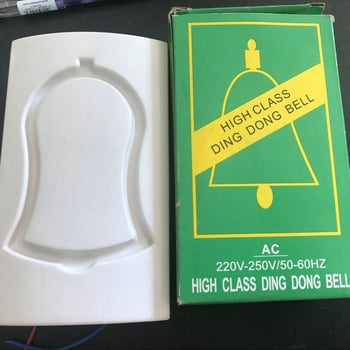 HIGH CLASS
DING DONG BELL
AC
220V-250V/50-60HZ
HIGH CLASS DING DONG BELL